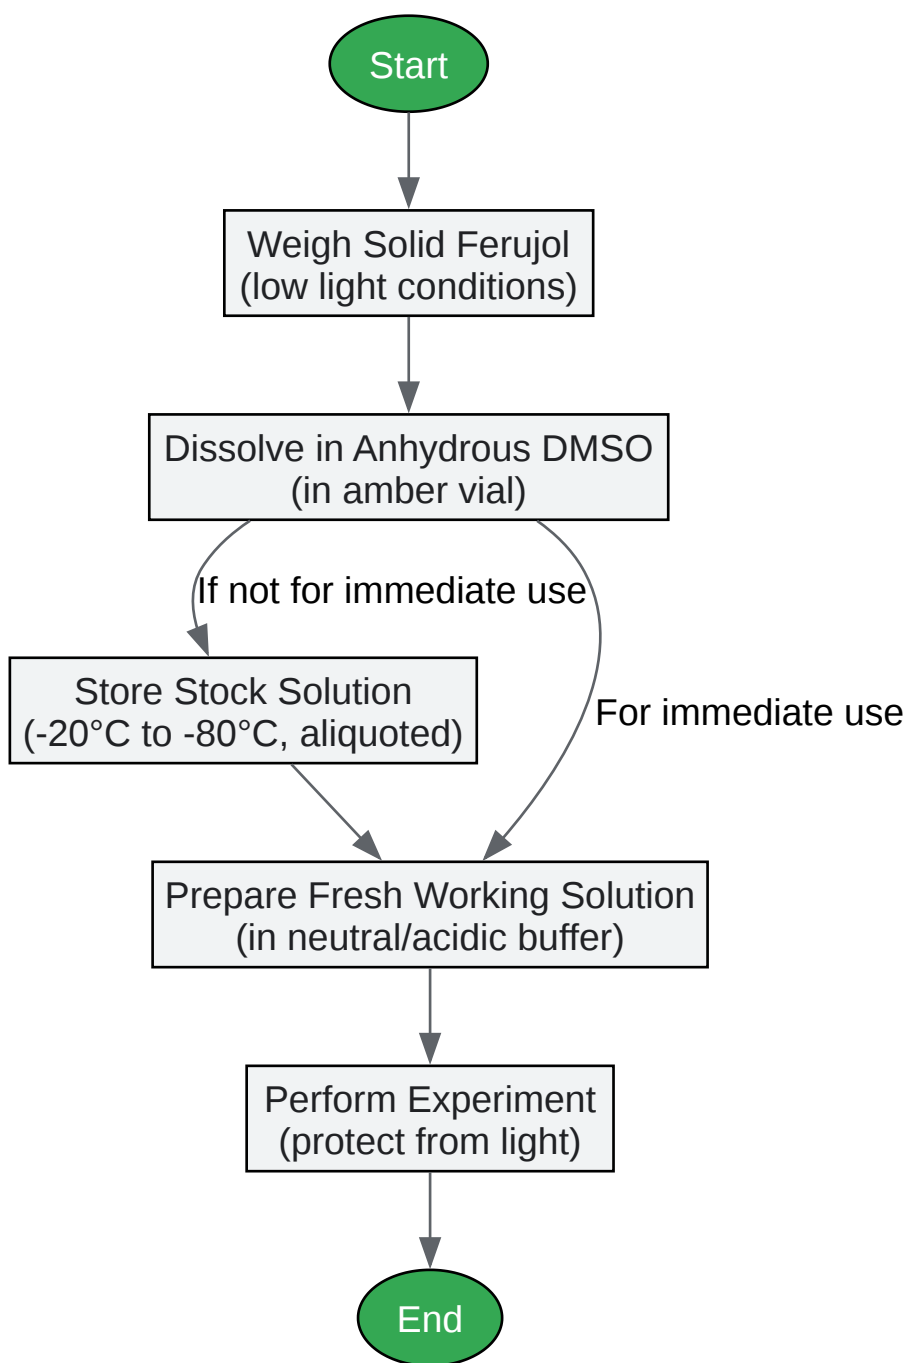 Start
Weigh Solid Ferujol
(low light conditions)
Dissolve in Anhydrous DMSO
(in amber vial)
If not for immediate use
Store Stock Solution
(-20°C to -80°C, aliquoted)
For immediate use
Prepare Fresh Working Solution
(in neutral/acidic buffer)
Perform Experiment
(protect from light)
End